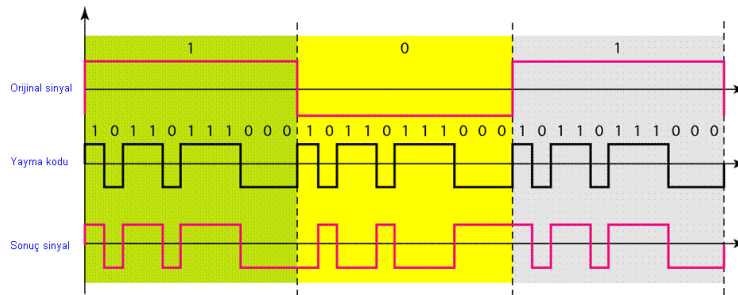 1 0 1
Orijinal sinyal
1 0 1 1 0 1 1 1 0 0 0 1 0 1 1 0 1 1 1 0 0 0 1 0 1 1 0 1 1 1 0 0 0
Yayma kodu
Sonuç sinyal